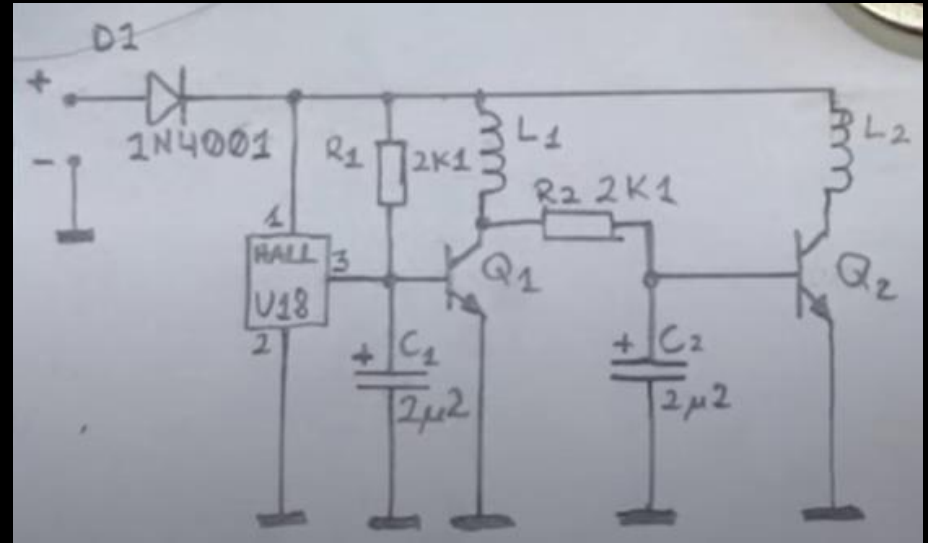 D1
+
1N4001
-
R1
2K1
L1
L2
R2 2K1
1
HALL
U18
3
2
Q1
Q2
+
C1
2µ2
+
C2
2µ2